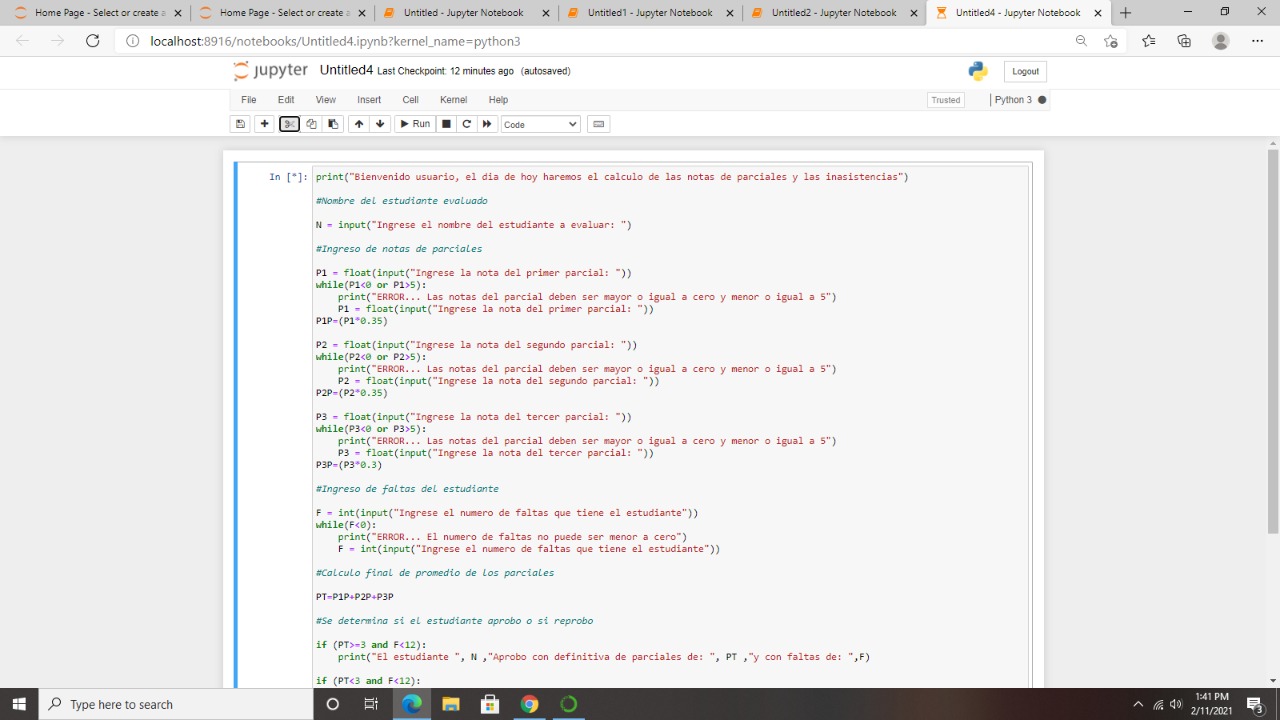 Home Page - Select or create a
Home Page - Select or create a
Untitled - Jupyter Notebook
Untitled1 - Jupyter Notebook
Untitled2 - Jupyter Notebook
Untitled4 - Jupyter Notebook
localhost:8916/notebooks/Untitled4.ipynb?kernel_name=python3
jupyter Untitled4 Last Checkpoint: 12 minutes ago (autosaved)
Logout
File Edit View Insert Cell Kernel Help
Trusted
Python 3
Run
Code
In [*]: print("Bienvenido usuario, el dia de hoy haremos el calculo de las notas de parciales y las inasistencias")
#Nombre del estudiante evaluado
N = input("Ingrese el nombre del estudiante a evaluar: ")
#Ingreso de notas de parciales
P1 = float(input("Ingrese la nota del primer parcial: "))
while(P1<0 or P1>5):
    print("ERROR... Las notas del parcial deben ser mayor o igual a cero y menor o igual a 5")
    P1 = float(input("Ingrese la nota del primer parcial: "))
P1P=(P1*0.35)
P2 = float(input("Ingrese la nota del segundo parcial: "))
while(P2<0 or P2>5):
    print("ERROR... Las notas del parcial deben ser mayor o igual a cero y menor o igual a 5")
    P2 = float(input("Ingrese la nota del segundo parcial: "))
P2P=(P2*0.35)
P3 = float(input("Ingrese la nota del tercer parcial: "))
while(P3<0 or P3>5):
    print("ERROR... Las notas del parcial deben ser mayor o igual a cero y menor o igual a 5")
    P3 = float(input("Ingrese la nota del tercer parcial: "))
P3P=(P3*0.3)
#Ingreso de faltas del estudiante
F = int(input("Ingrese el numero de faltas que tiene el estudiante"))
while(F<0):
    print("ERROR... El numero de faltas no puede ser menor a cero")
    F = int(input("Ingrese el numero de faltas que tiene el estudiante"))
#Calculo final de promedio de los parciales
PT=P1P+P2P+P3P
#Se determina si el estudiante aprobo o si reprobo
if (PT>=3 and F<12):
    print("El estudiante ", N ,"Aprobo con definitiva de parciales de: ", PT ,"y con faltas de: ",F)
if (PT<3 and F<12):
Type here to search
1:41 PM
2/11/2021
3